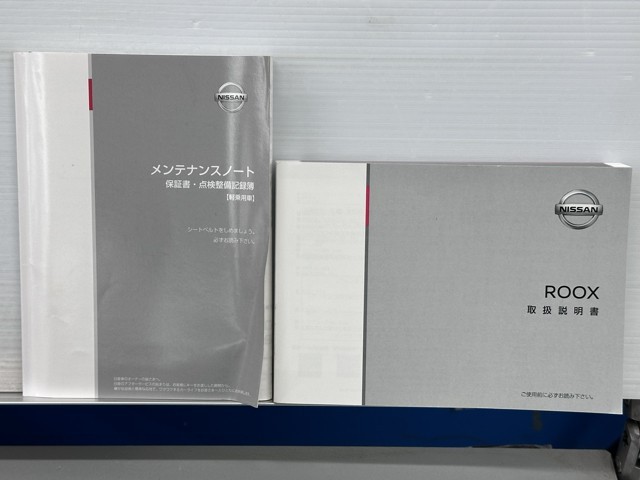 NISSAN
メンテナンスノート
保証書・点検整備記録簿
【軽乗用車】
シートベルトをしめましょう。
必ずお読み下さい。
NISSAN
ROOX
取扱説明書
ご使用前に必ずお読み下さい。